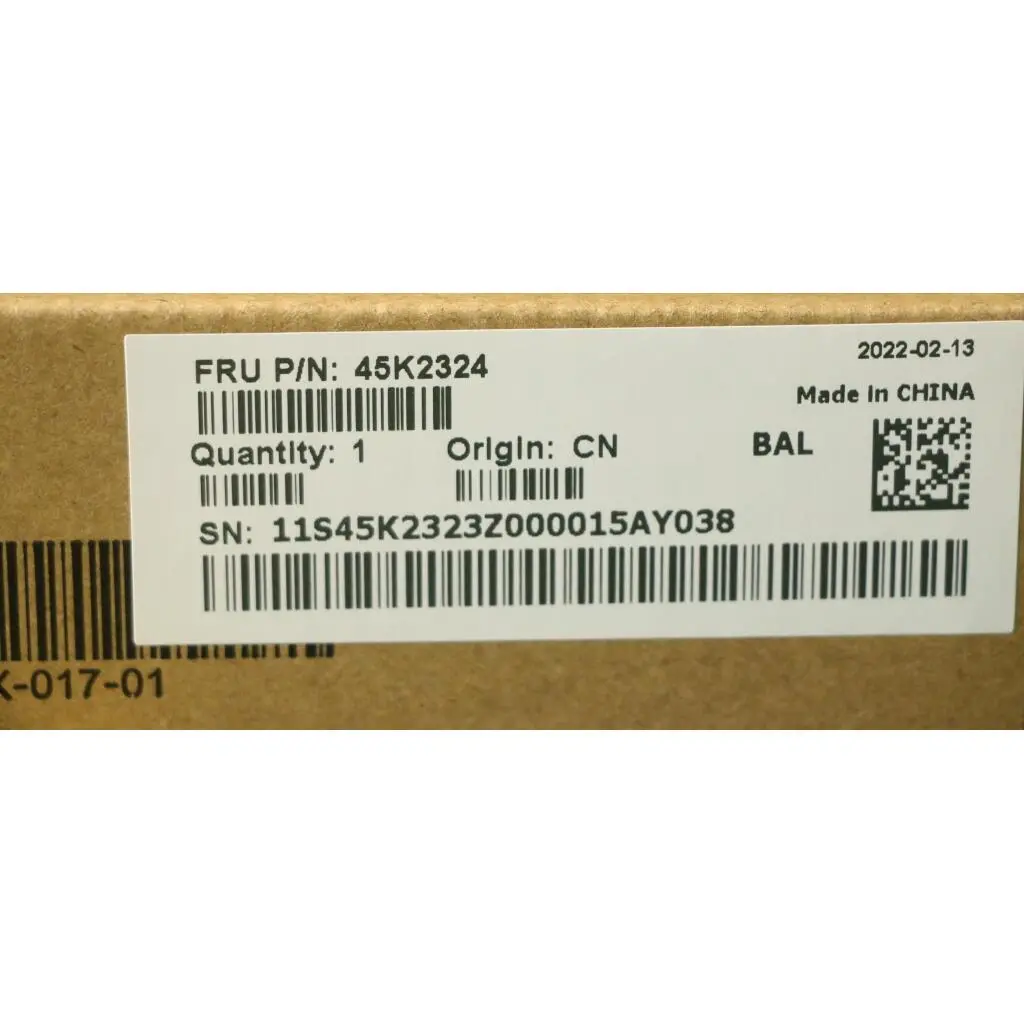 FRU P/N: 45K2324
2022-02-13
Made in CHINA
Quantity: 1
Origin: CN
BAL
SN: 11S45K2323Z000015AY038
-017-01